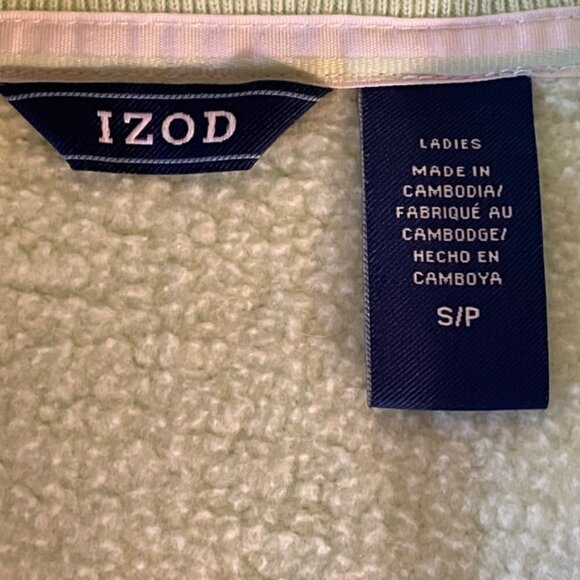 IZOD
LADIES
MADE IN
CAMBODIA/
FABRIQUÉ AU
CAMBODGE/
HECHO EN
CAMBOYA
S/P